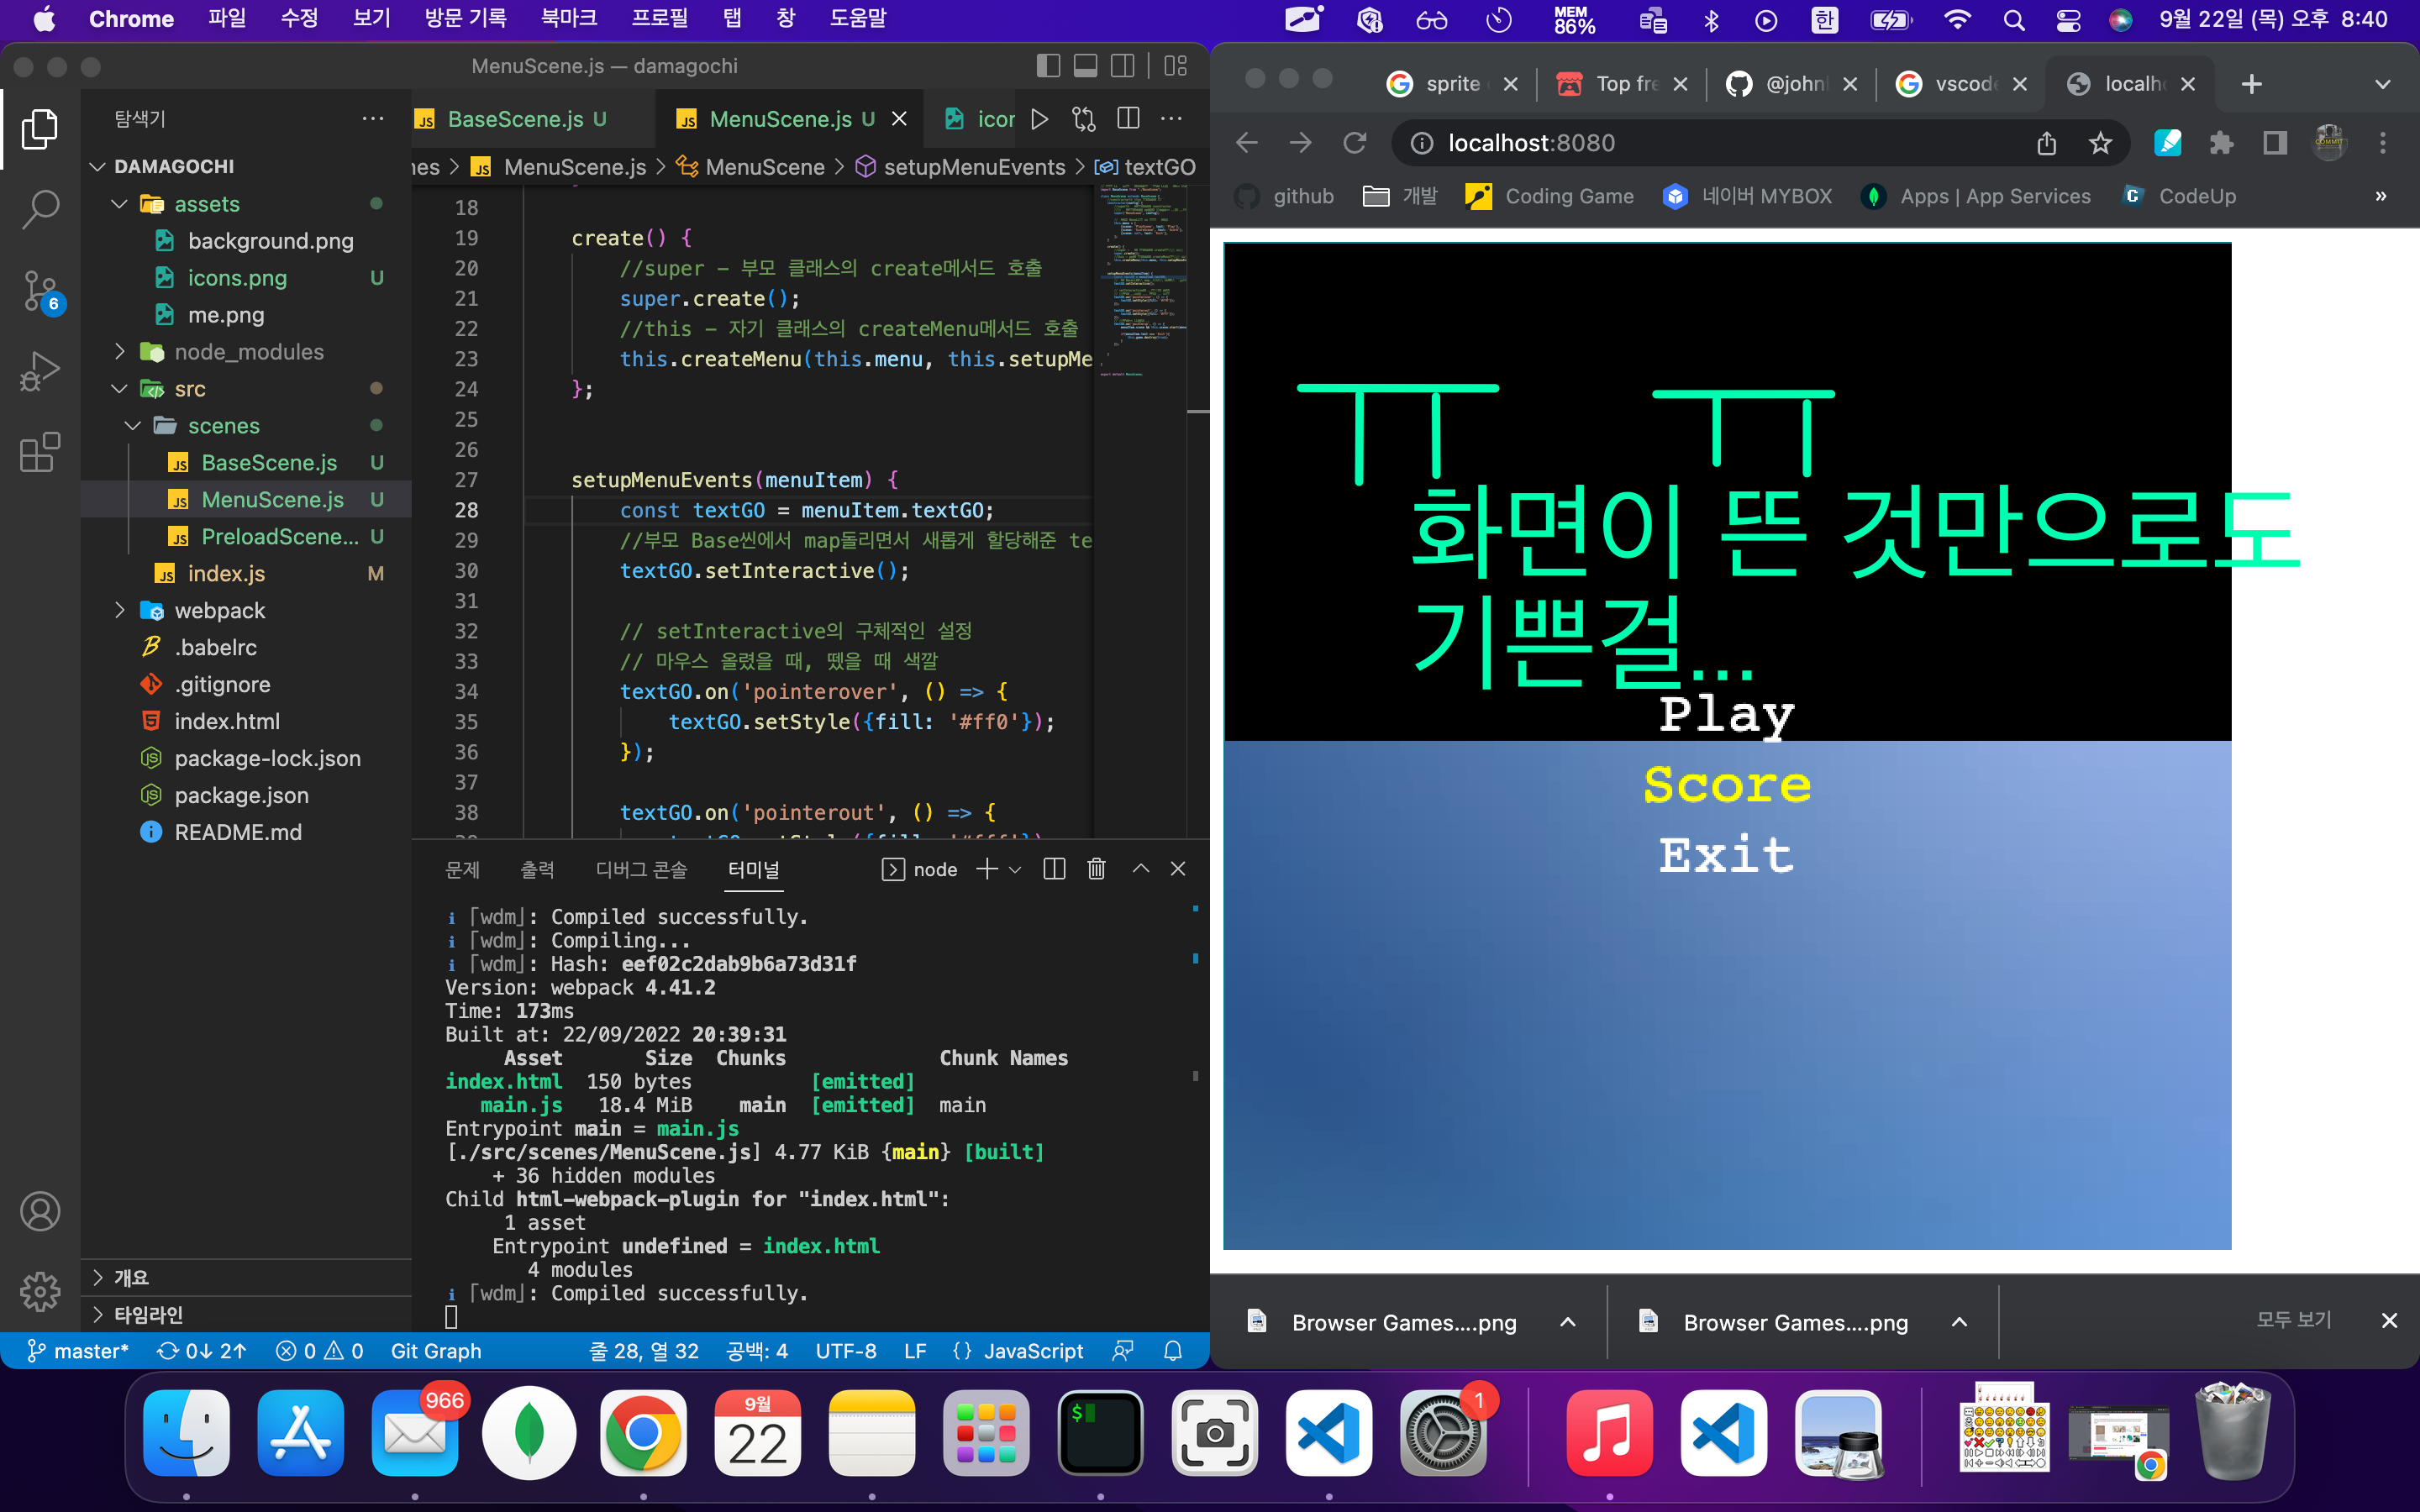 Chrome 파일 수정 보기 방문 기록 북마크 프로필 탭 창 도움말 MEM 86% 한 9월 22일 (목) 오후 8:40
MenuScene.js — damagochi
탐색기
DAMAGOCHI
assets
background.png
icons.png U
me.png
node_modules
src
scenes
BaseScene.js U
MenuScene.js U
PreloadScene... U
index.js M
webpack
.babelrc
.gitignore
index.html
package-lock.json
package.json
README.md
개요
타임라인
6
BaseScene.js U MenuScene.js U icor
nes > MenuScene.js > MenuScene > setupMenuEvents > textGO
18
19 create() {
20 //super - 부모 클래스의 create메서드 호출
21 super.create();
22 //this - 자기 클래스의 createMenu메서드 호출
23 this.createMenu(this.menu, this.setupMe
24 };
25
26
27 setupMenuEvents(menuItem) {
28 const textGO = menuItem.textGO;
29 //부모 Base씬에서 map돌리면서 새롭게 할당해준 te
30 textGO.setInteractive();
31
32 // setInteractive의 구체적인 설정
33 // 마우스 올렸을 때, 뗐을 때 색깔
34 textGO.on('pointerover', () => {
35 textGO.setStyle({fill: '#ff0'});
36 });
37
38 textGO.on('pointerout', () => {
문제 출력 디버그 콘솔 터미널 node
i ｢wdm｣: Compiled successfully.
i ｢wdm｣: Compiling...
i ｢wdm｣: Hash: eef02c2dab9b6a73d31f
Version: webpack 4.41.2
Time: 173ms
Built at: 22/09/2022 20:39:31
Asset Size Chunks Chunk Names
index.html 150 bytes [emitted]
main.js 18.4 MiB main [emitted] main
Entrypoint main = main.js
[./src/scenes/MenuScene.js] 4.77 KiB {main} [built]
+ 36 hidden modules
Child html-webpack-plugin for "index.html":
1 asset
Entrypoint undefined = index.html
4 modules
i ｢wdm｣: Compiled successfully.
master* 0↓ 2↑ 0 0 Git Graph 줄 28, 열 32 공백: 4 UTF-8 LF {} JavaScript
sprite Top fre @johnl vscode localh
localhost:8080
github 개발 Coding Game 네이버 MYBOX Apps | App Services CodeUp »
ㅠ ㅠ
화면이 뜬 것만으로도
기쁜걸...
Play
Score
Exit
Browser Games....png Browser Games....png 모두 보기
966 9월 22 1